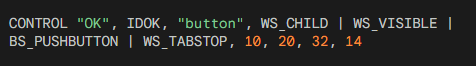 CONTROL "OK", IDOK, "button", WS_CHILD | WS_VISIBLE |
BS_PUSHBUTTON | WS_TABSTOP, 10, 20, 32, 14